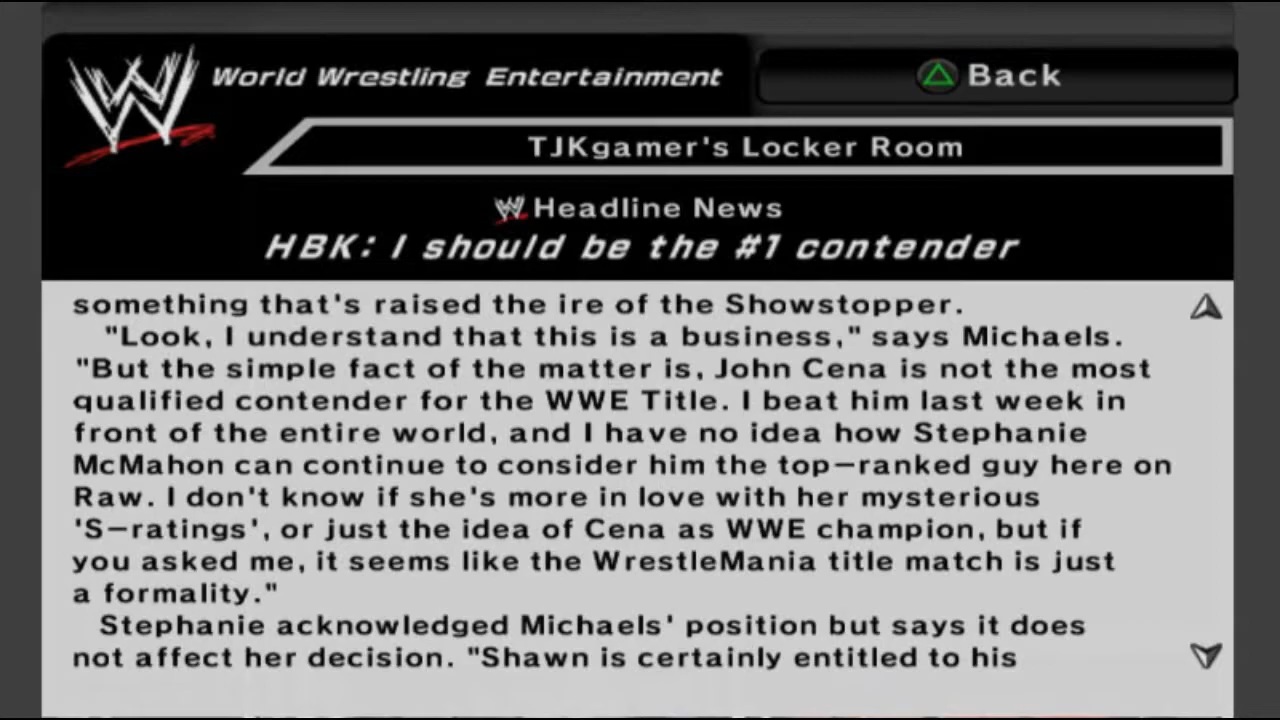 World Wrestling Entertainment
Back
TJKgamer's Locker Room
Headline News
HBK: I should be the #1 contender
something that's raised the ire of the Showstopper.
"Look, I understand that this is a business," says Michaels.
"But the simple fact of the matter is, John Cena is not the most
qualified contender for the WWE Title. I beat him last week in
front of the entire world, and I have no idea how Stephanie
McMahon can continue to consider him the top-ranked guy here on
Raw. I don't know if she's more in love with her mysterious
'S-ratings', or just the idea of Cena as WWE champion, but if
you asked me, it seems like the WrestleMania title match is just
a formality."
Stephanie acknowledged Michaels' position but says it does
not affect her decision. "Shawn is certainly entitled to his